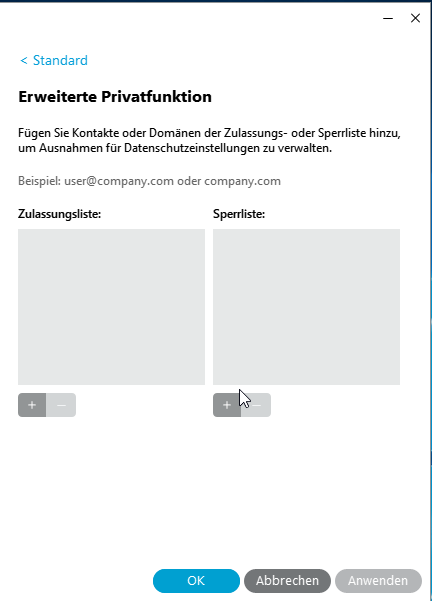 < Standard
Erweiterte Privatfunktion
Fügen Sie Kontakte oder Domänen der Zulassungs- oder Sperrliste hinzu,
um Ausnahmen für Datenschutzeinstellungen zu verwalten.
Beispiel: user@company.com oder company.com
Zulassungsliste: Sperrliste:
+ − + −
OK Abbrechen Anwenden